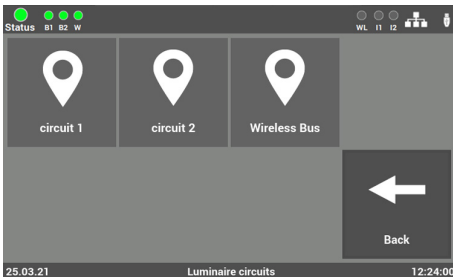 Status B1 B2 W WL I1 I2
circuit 1 circuit 2 Wireless Bus
Back
25.03.21 Luminaire circuits 12:24:00